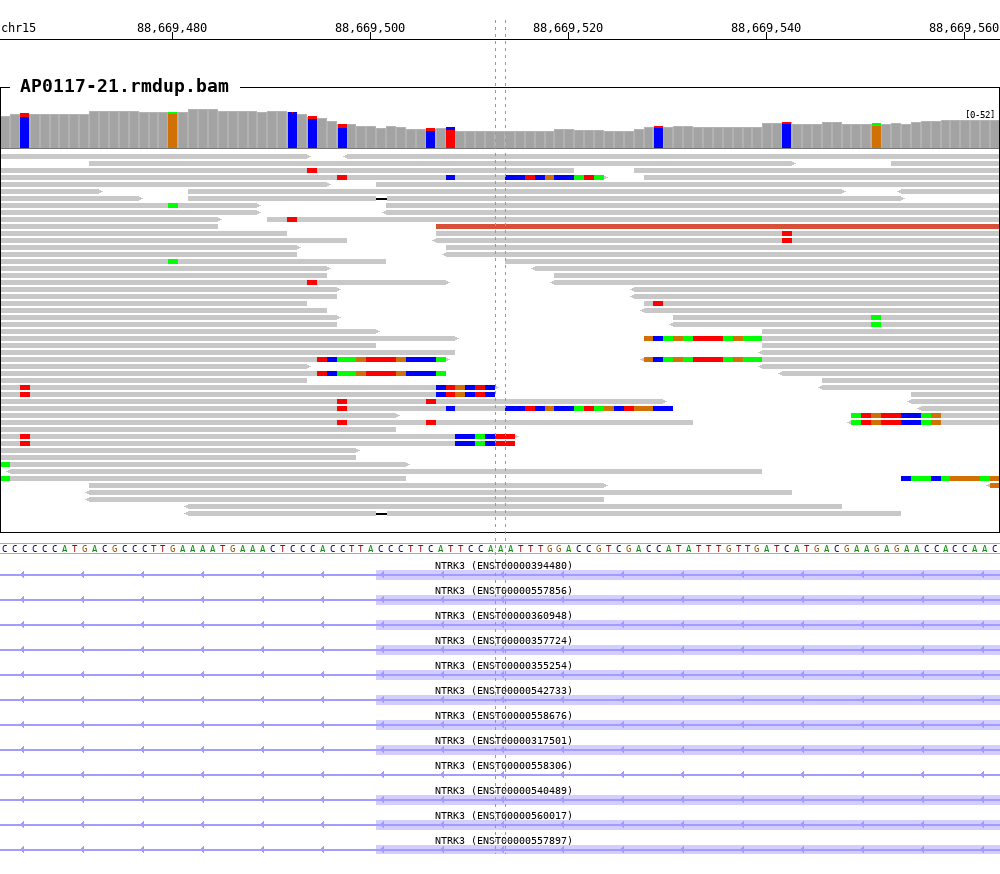 chr15 88,669,480 88,669,500 88,669,520 88,669,540 88,669,560
AP0117-21.rmdup.bam
[0-52]
CCCCCCATGACGCCCTTGAAAATGAAACTCCCACCTTACCCTTCATTCCAAATTTGGACCGTCGACCATATTTGTTGATCATGACGAAGAGAACCACCAAC
NTRK3 (ENST00000394480)
NTRK3 (ENST00000557856)
NTRK3 (ENST00000360948)
NTRK3 (ENST00000357724)
NTRK3 (ENST00000355254)
NTRK3 (ENST00000542733)
NTRK3 (ENST00000558676)
NTRK3 (ENST00000317501)
NTRK3 (ENST00000558306)
NTRK3 (ENST00000540489)
NTRK3 (ENST00000560017)
NTRK3 (ENST00000557897)